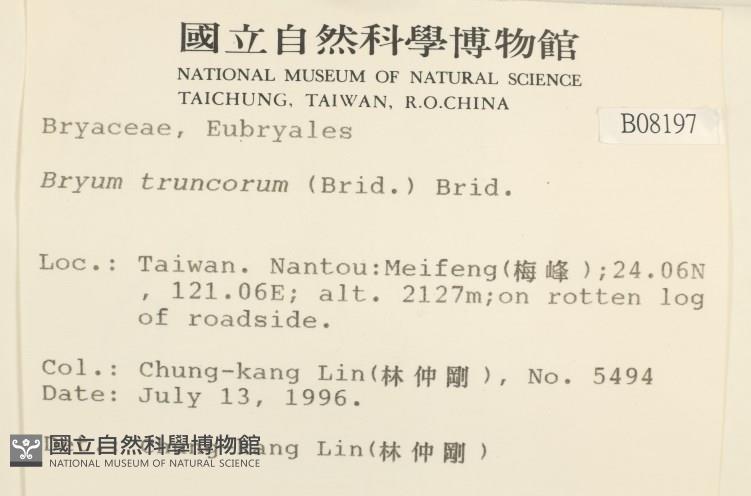 國立自然科學博物館
NATIONAL MUSEUM OF NATURAL SCIENCE
TAICHUNG, TAIWAN, R.O.CHINA
B08197
Bryaceae, Eubryales
Bryum truncorum (Brid.) Brid.
Loc.: Taiwan. Nantou:Meifeng(梅峰);24.06N
, 121.06E; alt. 2127m;on rotten log
of roadside.
Col.: Chung-kang Lin(林仲剛), No. 5494
Date: July 13, 1996.
Lin(林仲剛)
國立自然科學博物館
NATIONAL MUSEUM OF NATURAL SCIENCE